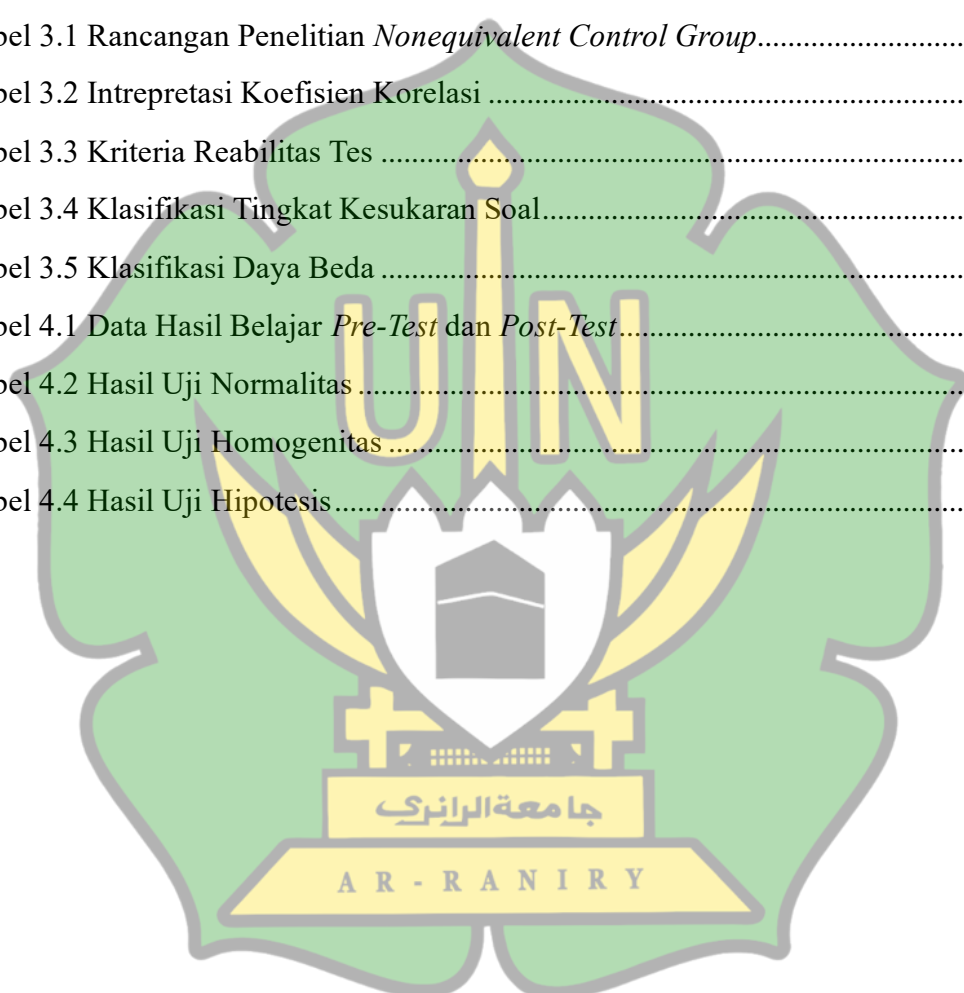 bel 3.1 Rancangan Penelitian Nonequivalent Control Group........................
bel 3.2 Intrepretasi Koefisien Korelasi ............................................................
bel 3.3 Kriteria Reabilitas Tes .........................................................................
bel 3.4 Klasifikasi Tingkat Kesukaran Soal.....................................................
bel 3.5 Klasifikasi Daya Beda .........................................................................
bel 4.1 Data Hasil Belajar Pre-Test dan Post-Test...........................................
bel 4.2 Hasil Uji Normalitas ............................................................................
bel 4.3 Hasil Uji Homogenitas ........................................................................
bel 4.4 Hasil Uji Hipotesis...............................................................................
UIN
جامعة الرانري
AR-RANIRY